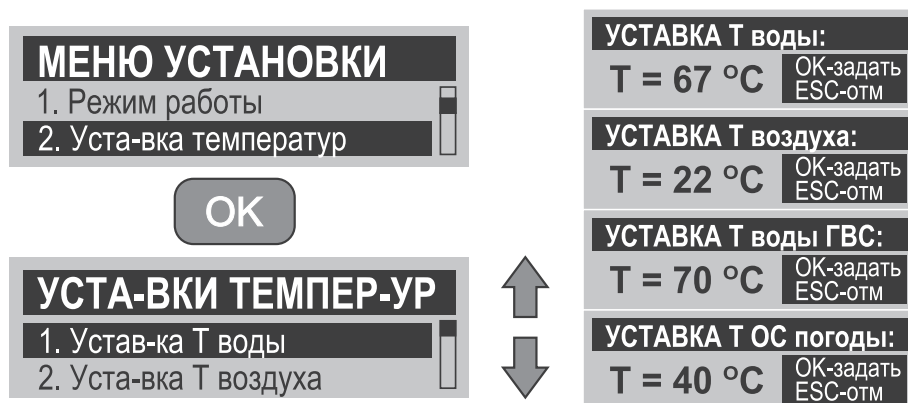 МЕНЮ УСТАНОВКИ
1. Режим работы
2. Уста-вка температур
OK
УСТА-ВКИ ТЕМПЕР-УР
1. Устав-ка Т воды
2. Уста-вка Т воздуха
УСТАВКА Т воды:
T = 67 °C
OK-задать
ESC-отм
УСТАВКА Т воздуха:
T = 22 °C
OK-задать
ESC-отм
УСТАВКА Т воды ГВС:
T = 70 °C
OK-задать
ESC-отм
УСТАВКА Т ОС погоды:
T = 40 °C
OK-задать
ESC-отм